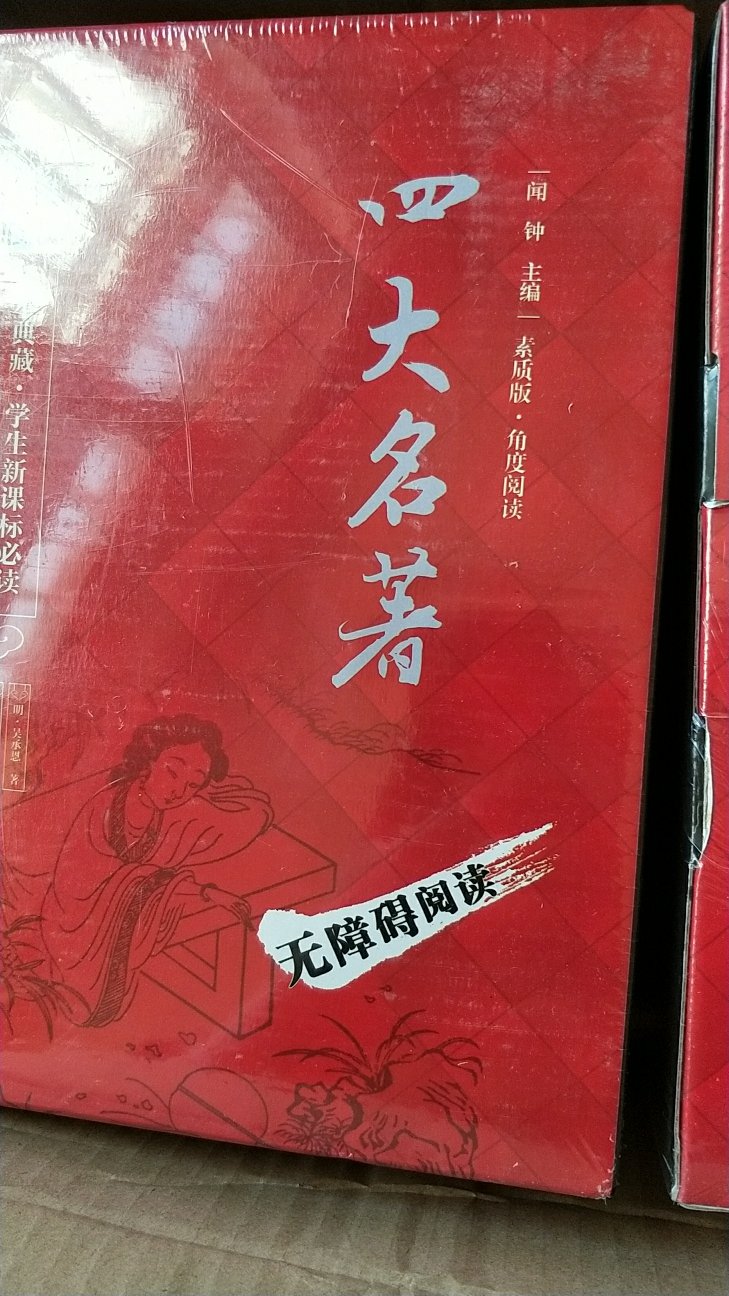 闻 钟 主编 素质版·角度阅读
四大名著
典藏·学生新课标必读
明·吴承恩 著
无障碍阅读